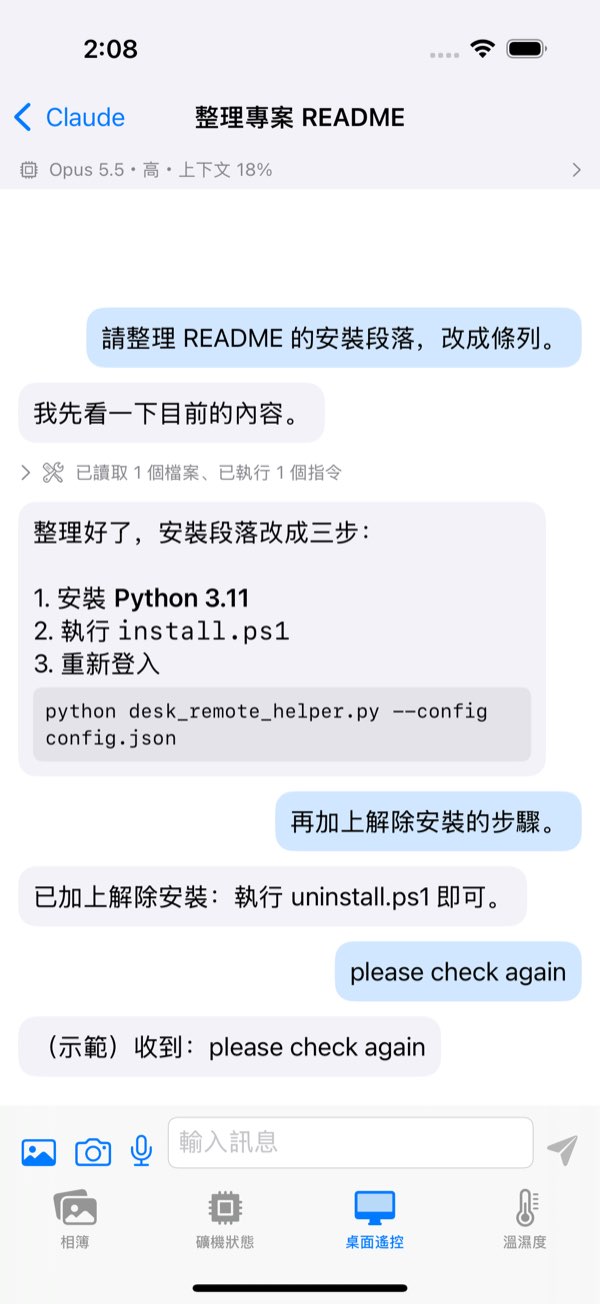 2:08
Claude
整理專案 README
Opus 5.5・高・上下文 18%
請整理 README 的安裝段落，改成條列。
我先看一下目前的內容。
已讀取 1 個檔案、已執行 1 個指令
整理好了，安裝段落改成三步：
1. 安裝 Python 3.11
2. 執行 install.ps1
3. 重新登入
python desk_remote_helper.py --config
config.json
再加上解除安裝的步驟。
已加上解除安裝：執行 uninstall.ps1 即可。
please check again
（示範）收到：please check again
輸入訊息
相簿
礦機狀態
桌面遙控
溫濕度